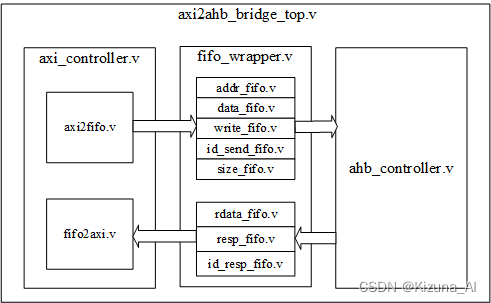 axi2ahb_bridge_top.v
axi_controller.v
axi2fifo.v
fifo2axi.v
fifo_wrapper.v
addr_fifo.v
data_fifo.v
write_fifo.v
id_send_fifo.v
size_fifo.v
rdata_fifo.v
resp_fifo.v
id_resp_fifo.v
ahb_controller.v
CSDN @Kizuna_AI